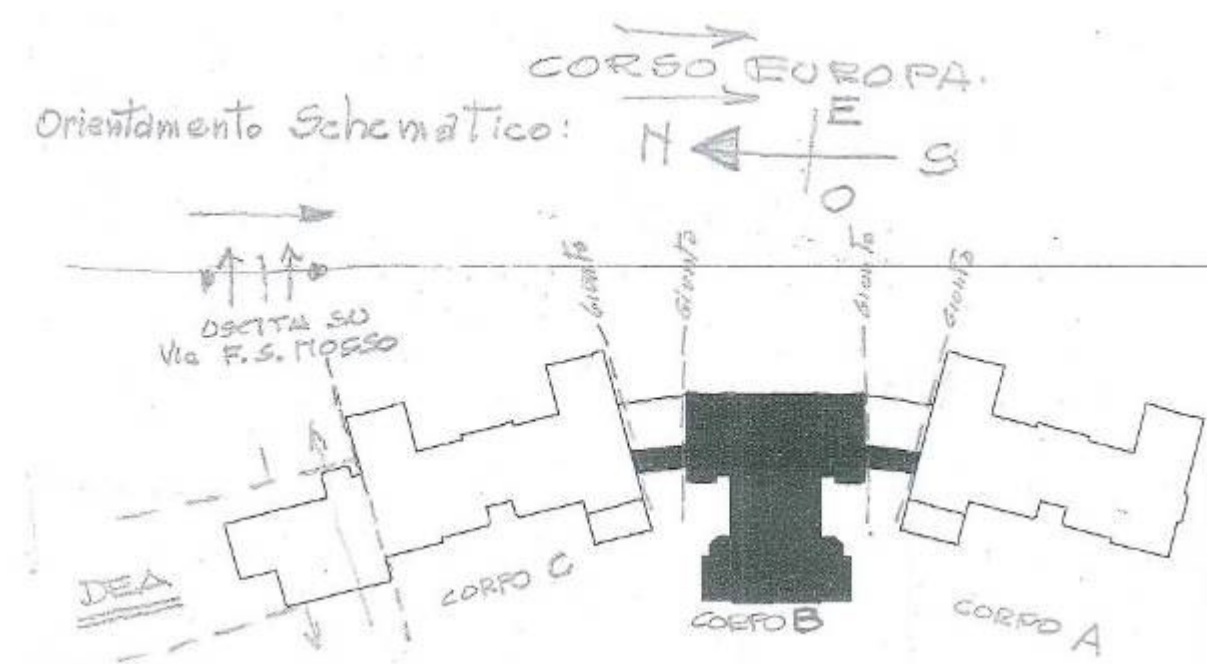 CORSO EUROPA.
Orientamento Schematico:
E
N
S
O
USCITA SU
Via F.S. MOSSO
GIUNTO
GIUNTO
GIUNTO
GIUNTO
DEA
CORPO C
CORPO B
CORPO A